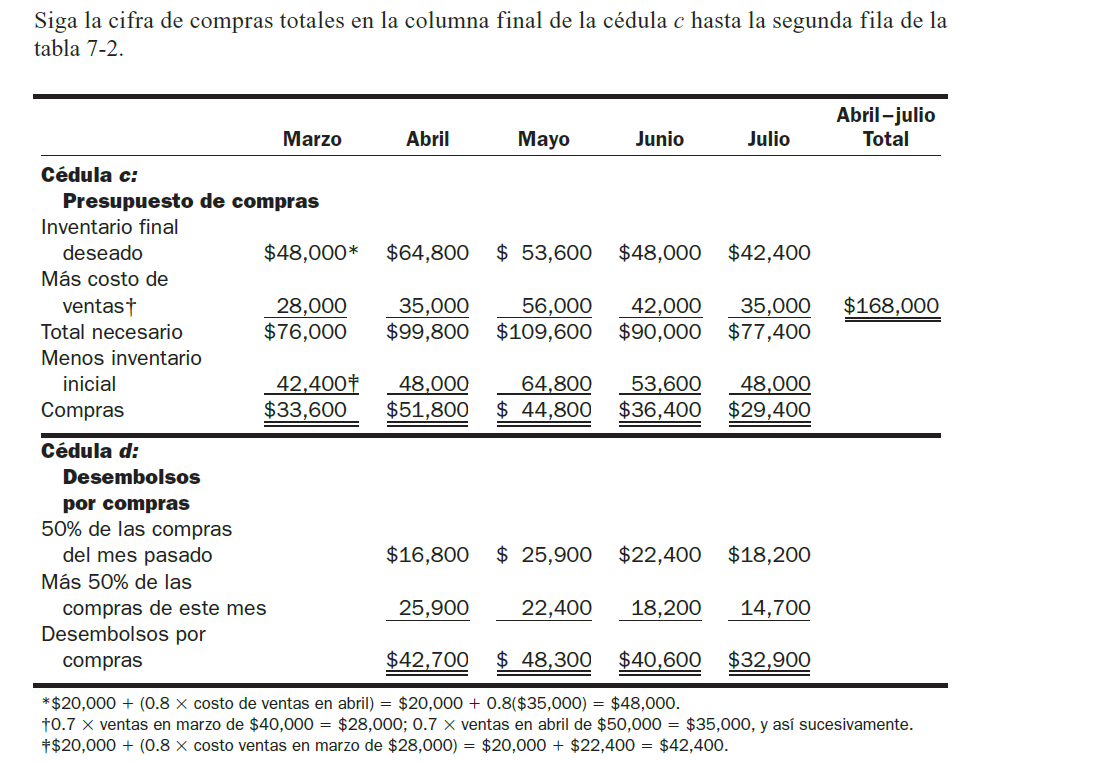 Siga la cifra de compras totales en la columna final de la cédula c hasta la segunda fila de la
tabla 7-2.
Abril–julio
Marzo Abril Mayo Junio Julio Total
Cédula c:
Presupuesto de compras
Inventario final
deseado $48,000* $64,800 $ 53,600 $48,000 $42,400
Más costo de
ventas† 28,000 35,000 56,000 42,000 35,000 $168,000
Total necesario $76,000 $99,800 $109,600 $90,000 $77,400
Menos inventario
inicial 42,400‡ 48,000 64,800 53,600 48,000
Compras $33,600 $51,800 $ 44,800 $36,400 $29,400
Cédula d:
Desembolsos
por compras
50% de las compras
del mes pasado $16,800 $ 25,900 $22,400 $18,200
Más 50% de las
compras de este mes 25,900 22,400 18,200 14,700
Desembolsos por
compras $42,700 $ 48,300 $40,600 $32,900
*$20,000 + (0.8 × costo de ventas en abril) = $20,000 + 0.8($35,000) = $48,000.
†0.7 × ventas en marzo de $40,000 = $28,000; 0.7 × ventas en abril de $50,000 = $35,000, y así sucesivamente.
‡$20,000 + (0.8 × costo ventas en marzo de $28,000) = $20,000 + $22,400 = $42,400.